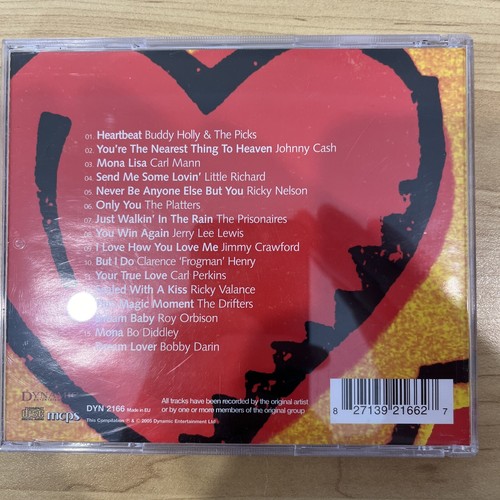 01. Heartbeat Buddy Holly & The Picks
02. You're The Nearest Thing To Heaven Johnny Cash
03. Mona Lisa Carl Mann
04. Send Me Some Lovin' Little Richard
05. Never Be Anyone Else But You Ricky Nelson
06. Only You The Platters
07. Just Walkin' In The Rain The Prisonaires
08. You Win Again Jerry Lee Lewis
09. I Love How You Love Me Jimmy Crawford
10. But I Do Clarence 'Frogman' Henry
11. Your True Love Carl Perkins
With A Kiss Ricky Valance
Magic Moment The Drifters
Baby Roy Orbison
Mona Bo Diddley
Lover Bobby Darin
All tracks have been recorded by the original artist
or by one or more members of the original group
mcps
DYN 2166 Made in EU
This Compilation ℗ & © 2005 Dynamic Entertainment Ltd.
8 27139 21662 7